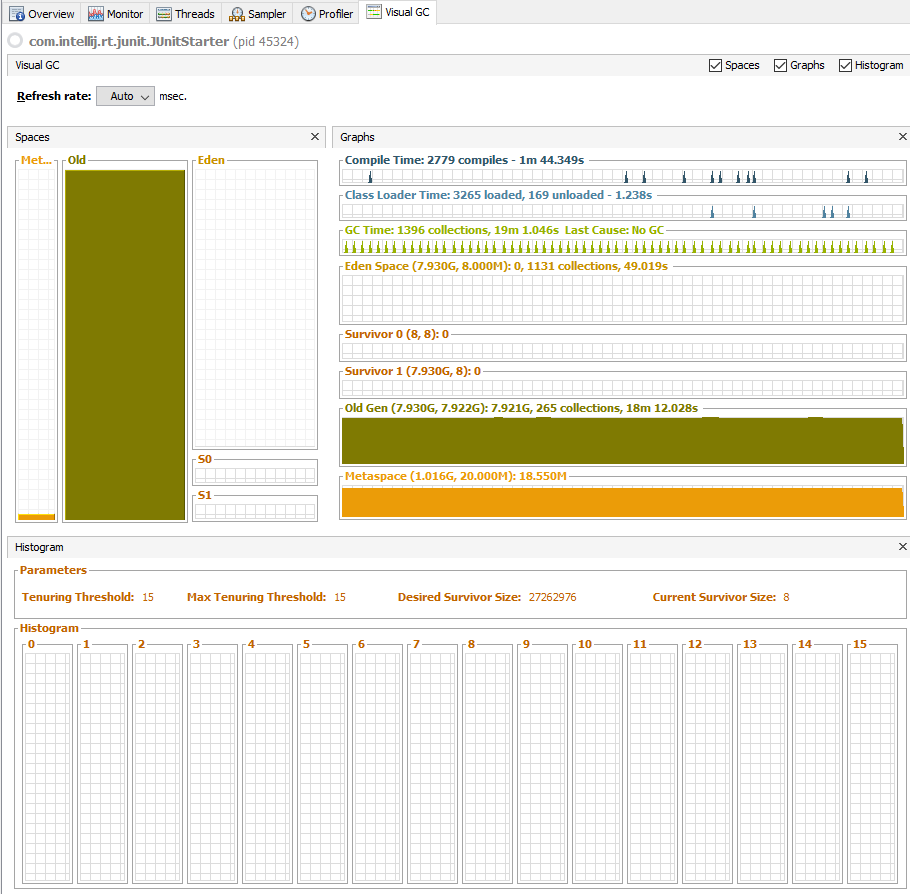 Overview Monitor Threads Sampler Profiler Visual GC
com.intellij.rt.junit.JUnitStarter (pid 45324)
Visual GC Spaces Graphs Histogram
Refresh rate: Auto msec.
Spaces
Met... Old Eden
S0
S1
Graphs
Compile Time: 2779 compiles - 1m 44.349s
Class Loader Time: 3265 loaded, 169 unloaded - 1.238s
GC Time: 1396 collections, 19m 1.046s Last Cause: No GC
Eden Space (7.930G, 8.000M): 0, 1131 collections, 49.019s
Survivor 0 (8, 8): 0
Survivor 1 (7.930G, 8): 0
Old Gen (7.930G, 7.922G): 7.921G, 265 collections, 18m 12.028s
Metaspace (1.016G, 20.000M): 18.550M
Histogram
Parameters
Tenuring Threshold: 15 Max Tenuring Threshold: 15 Desired Survivor Size: 27262976 Current Survivor Size: 8
Histogram
0 1 2 3 4 5 6 7 8 9 10 11 12 13 14 15